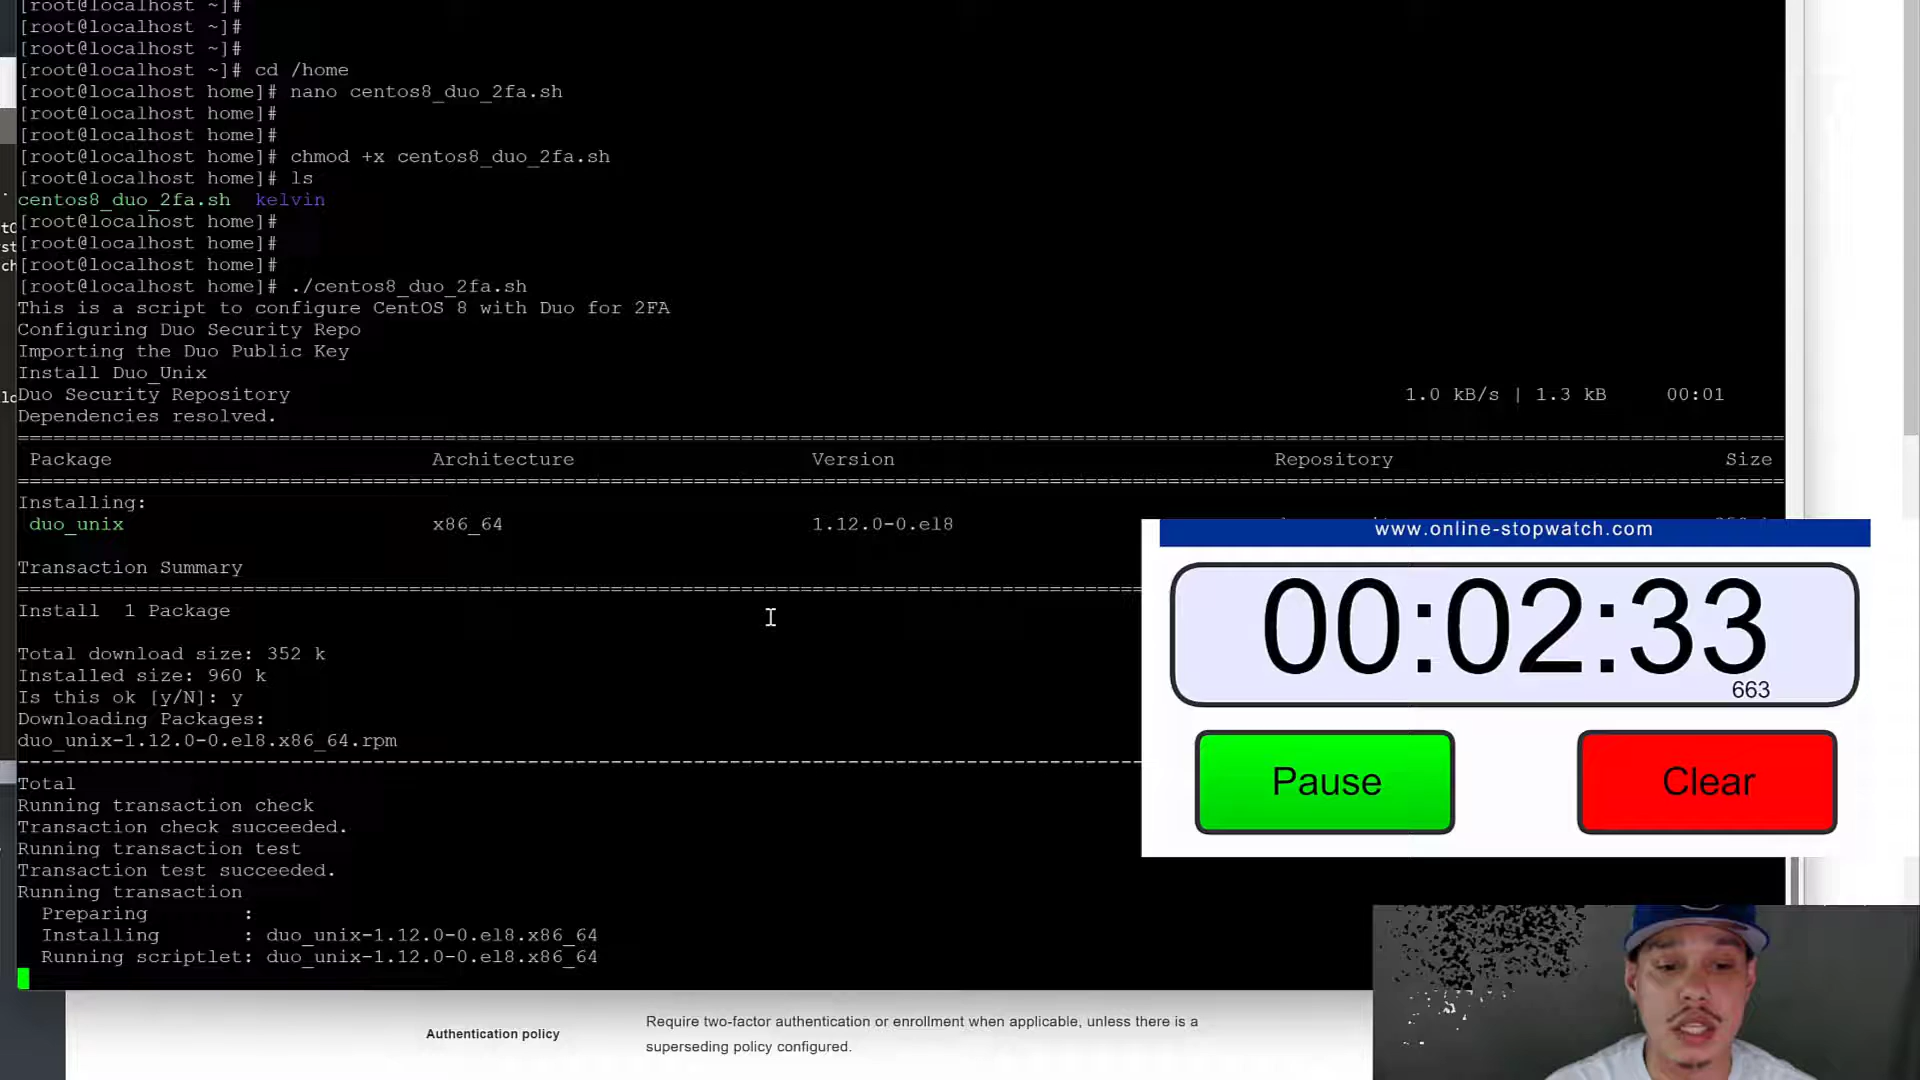 [root@localhost ~]#
[root@localhost ~]#
[root@localhost ~]#
[root@localhost ~]# cd /home
[root@localhost home]# nano centos8_duo_2fa.sh
[root@localhost home]#
[root@localhost home]#
[root@localhost home]# chmod +x centos8_duo_2fa.sh
[root@localhost home]# ls
centos8_duo_2fa.sh  kelvin
[root@localhost home]#
[root@localhost home]#
[root@localhost home]#
[root@localhost home]# ./centos8_duo_2fa.sh
This is a script to configure CentOS 8 with Duo for 2FA
Configuring Duo Security Repo
Importing the Duo Public Key
Install Duo_Unix
Duo Security Repository 1.0 kB/s | 1.3 kB 00:01
Dependencies resolved.
Package Architecture Version Repository Size
Installing:
duo_unix x86_64 1.12.0-0.el8
Transaction Summary
Install  1 Package
Total download size: 352 k
Installed size: 960 k
Is this ok [y/N]: y
Downloading Packages:
duo_unix-1.12.0-0.el8.x86_64.rpm
Total
Running transaction check
Transaction check succeeded.
Running transaction test
Transaction test succeeded.
Running transaction
Preparing :
Installing : duo_unix-1.12.0-0.el8.x86_64
Running scriptlet: duo_unix-1.12.0-0.el8.x86_64
www.online-stopwatch.com
00:02:33
663
Pause Clear
Authentication policy
Require two-factor authentication or enrollment when applicable, unless there is a
superseding policy configured.